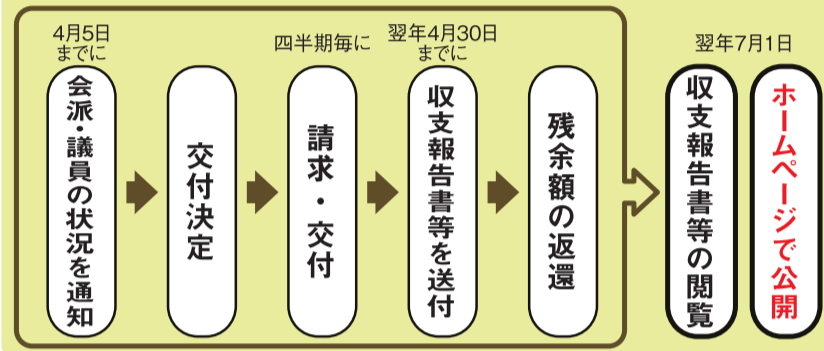 4月5日
までに
会派・議員の状況を通知
交付決定
四半期毎に
請求・交付
翌年4月30日
までに
収支報告書等を送付
残余額の返還
翌年7月1日
収支報告書等の閲覧
ホームページで公開